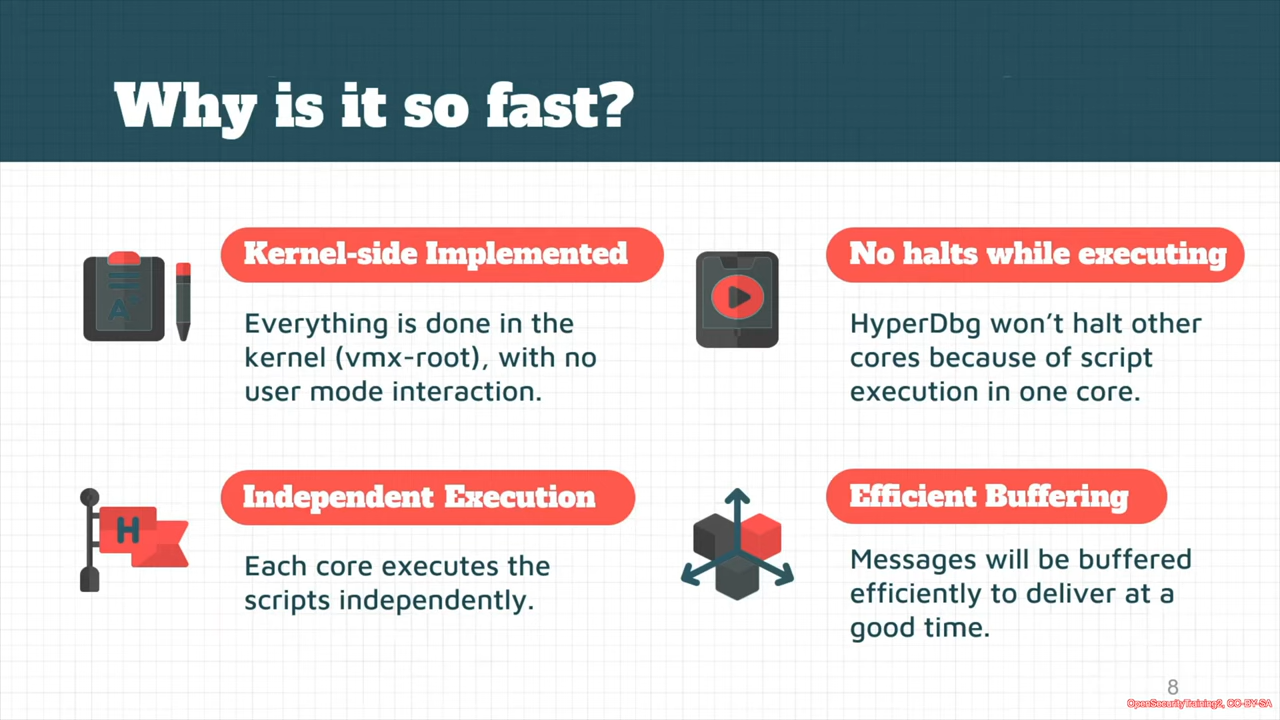 Why is it so fast?
Kernel-side Implemented
Everything is done in the
kernel (vmx-root), with no
user mode interaction.
No halts while executing
HyperDbg won't halt other
cores because of script
execution in one core.
Independent Execution
Each core executes the
scripts independently.
Efficient Buffering
Messages will be buffered
efficiently to deliver at a
good time.
A
H
8
OpenSecurityTraining2, CC-BY-SA